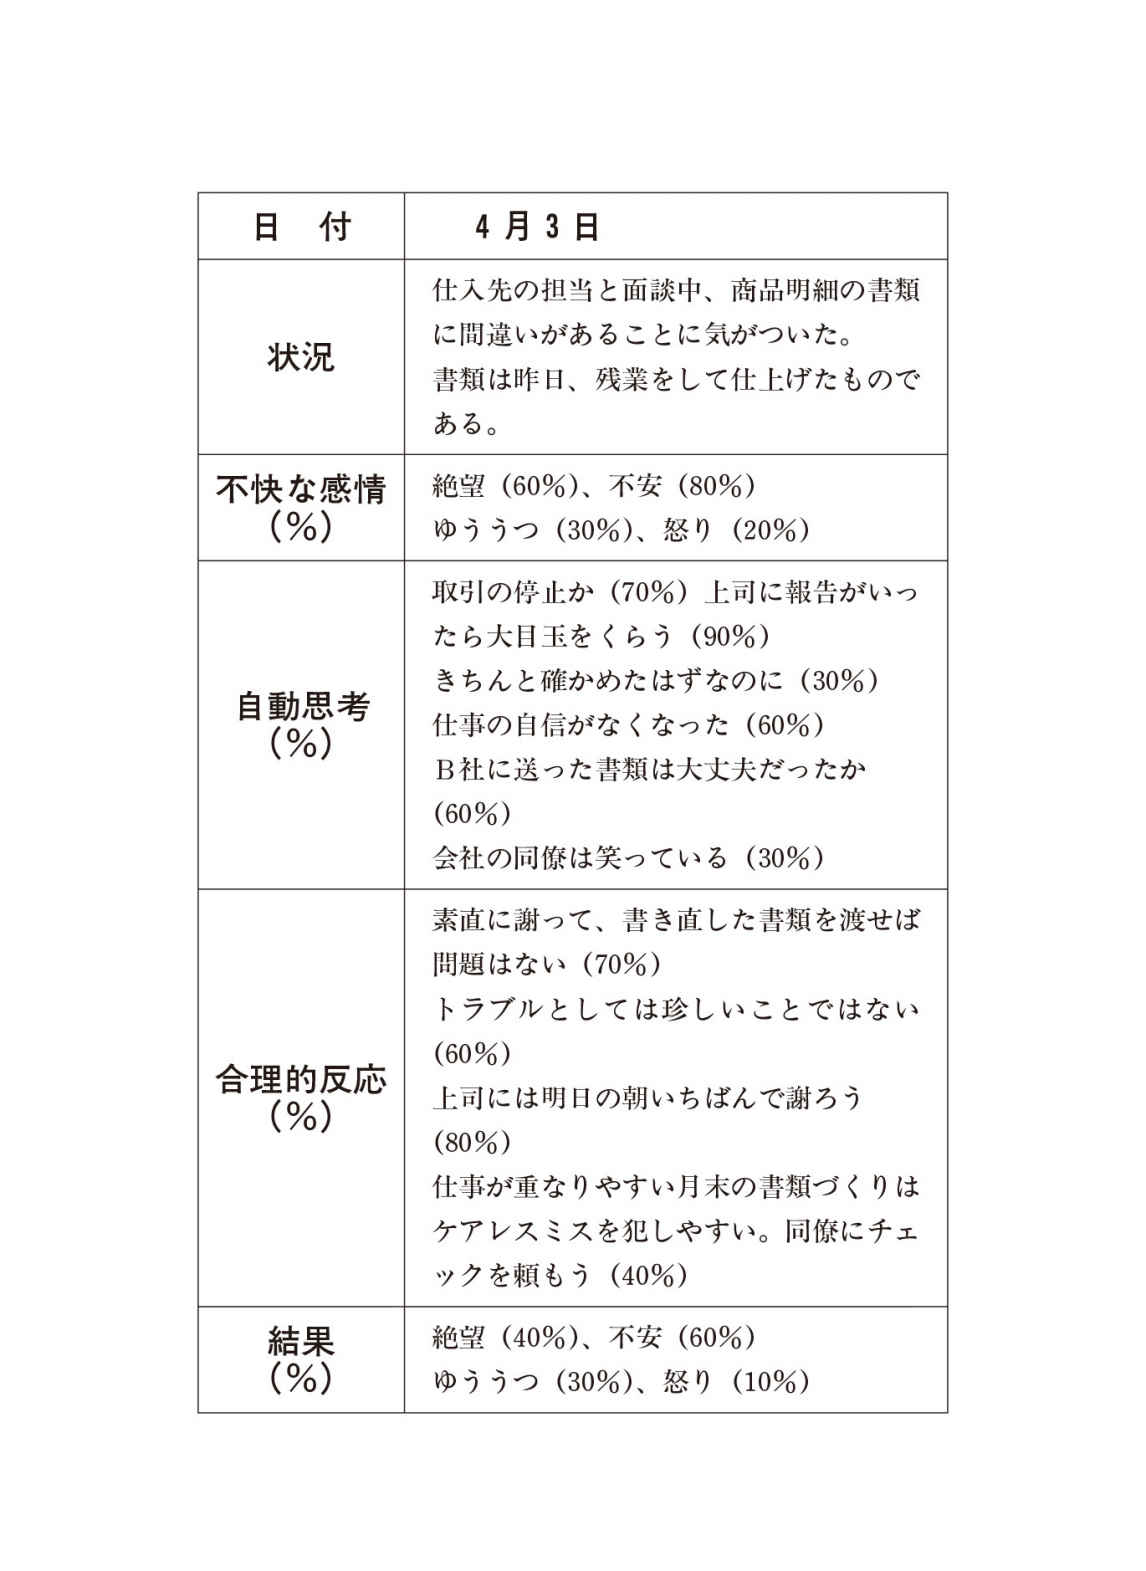 日　付
4月3日
状況
仕入先の担当と面談中、商品明細の書類
に間違いがあることに気がついた。
書類は昨日、残業をして仕上げたもので
ある。
不快な感情
（％）
絶望（60％）、不安（80％）
ゆううつ（30％）、怒り（20％）
自動思考
（％）
取引の停止か（70％）上司に報告がいっ
たら大目玉をくらう（90％）
きちんと確かめたはずなのに（30％）
仕事の自信がなくなった（60％）
Ｂ社に送った書類は大丈夫だったか
（60％）
会社の同僚は笑っている（30％）
合理的反応
（％）
素直に謝って、書き直した書類を渡せば
問題はない（70％）
トラブルとしては珍しいことではない
（60％）
上司には明日の朝いちばんで謝ろう
（80％）
仕事が重なりやすい月末の書類づくりは
ケアレスミスを犯しやすい。同僚にチェ
ックを頼もう（40％）
結果
（％）
絶望（40％）、不安（60％）
ゆううつ（30％）、怒り（10％）